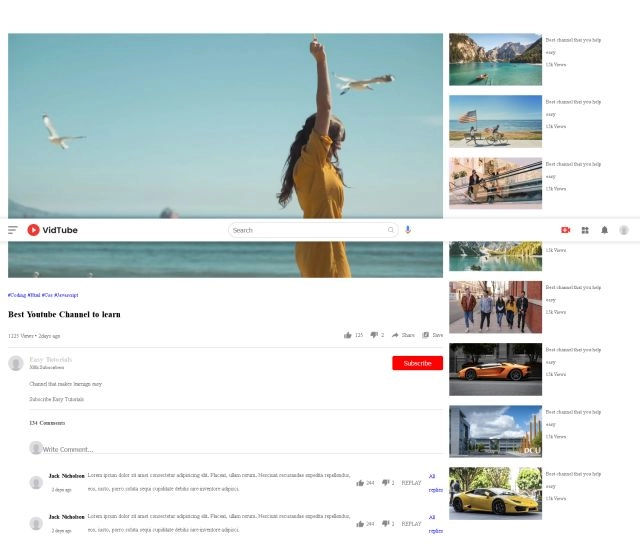 Best channel that you help
easy
15k Views
Best channel that you help
easy
15k Views
Best channel that you help
easy
15k Views
VidTube
Search
15k Views
#Coding #Html #Css #Javascript
Best Youtube Channel to learn
1225 Views • 2days ago
125
2
Share
Save
Easy Tutorials
Subscribe
Channel that makes learnign easy
Subscribe Easy Tutorials
134 Comments
Write Comment...
Jack Nicholson
2 days ago
Lorem ipsum dolor sit amet consectetur adipisicing elit. Placeat, ullam rerum. Nesciunt recusandae expedita repellendus,
eos, iusto, porro soluta sequi cupiditate debitis iure inventore adipisci.
244
2
REPLAY
All
replies
Jack Nicholson
2 days ago
Lorem ipsum dolor sit amet consectetur adipisicing elit. Placeat, ullam rerum. Nesciunt recusandae expedita repellendus,
eos, iusto, porro soluta sequi cupiditate debitis iure inventore adipisci.
244
2
REPLAY
All
replies
Best channel that you help
easy
15k Views
Best channel that you help
easy
15k Views
Best channel that you help
easy
15k Views
DCU
Best channel that you help
easy
15k Views